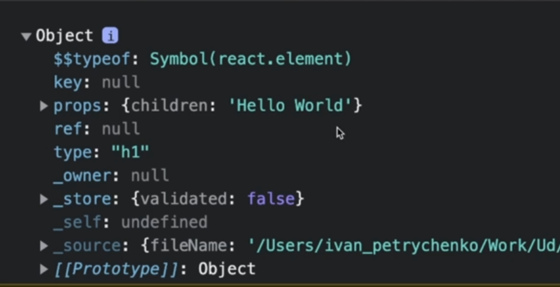 ▼Object i
$$typeof: Symbol(react.element)
key: null
▶props: {children: 'Hello World'}
ref: null
type: "h1"
_owner: null
▶_store: {validated: false}
_self: undefined
▶_source: {fileName: '/Users/ivan_petrychenko/Work/Ud/
▶[[Prototype]]: Object